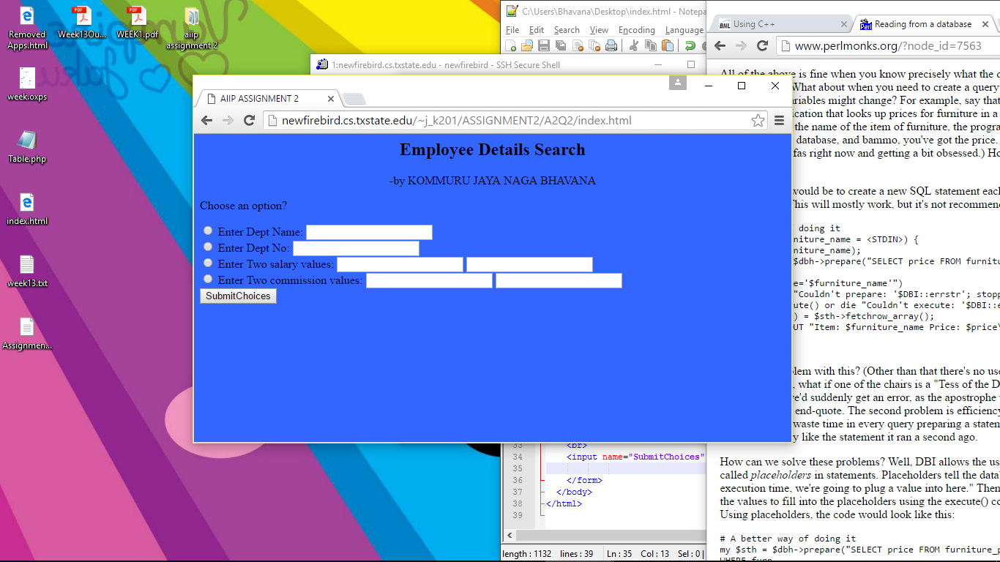 Removed
Apps.html
Week13Ou...
WEEK1.pdf
aiip
assignment 2
week.oxps
Table.php
index.html
week13.txt
Assignmen...
C:\Users\Bhavana\Desktop\index.html - Notepa
File Edit Search View Encoding Language
1:newfirebird.cs.txstate.edu - newfirebird - SSH Secure Shell
AIIP ASSIGNMENT 2
newfirebird.cs.txstate.edu/~j_k201/ASSIGNMENT2/A2Q2/index.html
Employee Details Search
-by KOMMURU JAYA NAGA BHAVANA
Choose an option?
Enter Dept Name:
Enter Dept No:
Enter Two salary values:
Enter Two commission values:
SubmitChoices
33 <br>
34 <input name="SubmitChoices"
35
36 </form>
37 </body>
38 </html>
39
length : 1132 lines : 39 Ln : 35 Col : 13 Sel : 0 |
BNL Using C++
Perl Reading from a database
www.perlmonks.org/?node_id=7563
All of the above is fine when you know precisely what the
What about when you need to create a query
variables might change? For example, say that
cation that looks up prices for furniture in a
the name of the item of furniture, the progra
database, and bammo, you've got the price.
fas right now and getting a bit obsessed.) Ho
would be to create a new SQL statement each
This will mostly work, but it's not recommen
doing it
niture_name = <STDIN>) {
niture_name);
$dbh->prepare("SELECT price FROM furnitu
e='$furniture_name'")
"Couldn't prepare: '$DBI::errstr'; stopp
ute() or die "Couldn't execute: '$DBI::e
) = $sth->fetchrow_array();
UT "Item: $furniture_name Price: $price\
lem with this? (Other than that there's no use
, what if one of the chairs is a "Tess of the D
e'd suddenly get an error, as the apostrophe
end-quote. The second problem is efficiency
waste time in every query preparing a statem
y like the statement it ran a second ago.
How can we solve these problems? Well, DBI allows the us
called placeholders in statements. Placeholders tell the datab
execution time, we're going to plug a value into here." Then
the values to fill into the placeholders using the execute() co
Using placeholders, the code would look like this:
# A better way of doing it
my $sth = $dbh->prepare("SELECT price FROM furniture_p